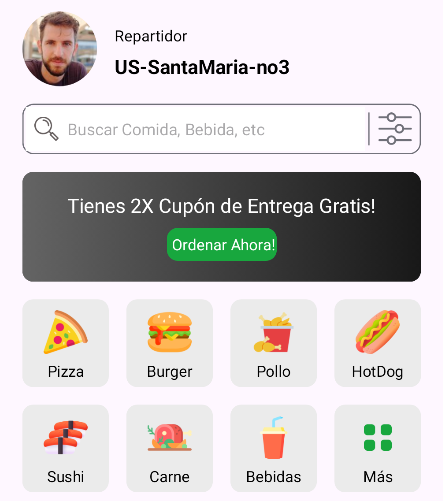 Repartidor
US-SantaMaria-no3
Buscar Comida, Bebida, etc
Tienes 2X Cupón de Entrega Gratis!
Ordenar Ahora!
Pizza
Burger
Pollo
HotDog
Sushi
Carne
Bebidas
Más